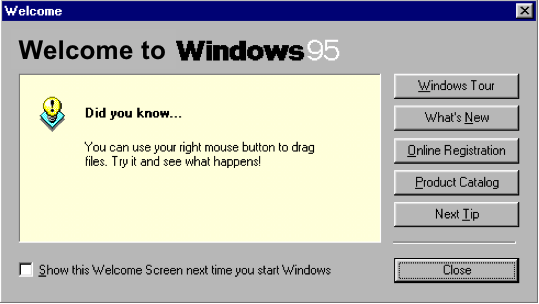 Welcome
Welcome to Windows95
Did you know...
You can use your right mouse button to drag
files. Try it and see what happens!
Windows Tour
What's New
Online Registration
Product Catalog
Next Tip
Show this Welcome Screen next time you start Windows
Close